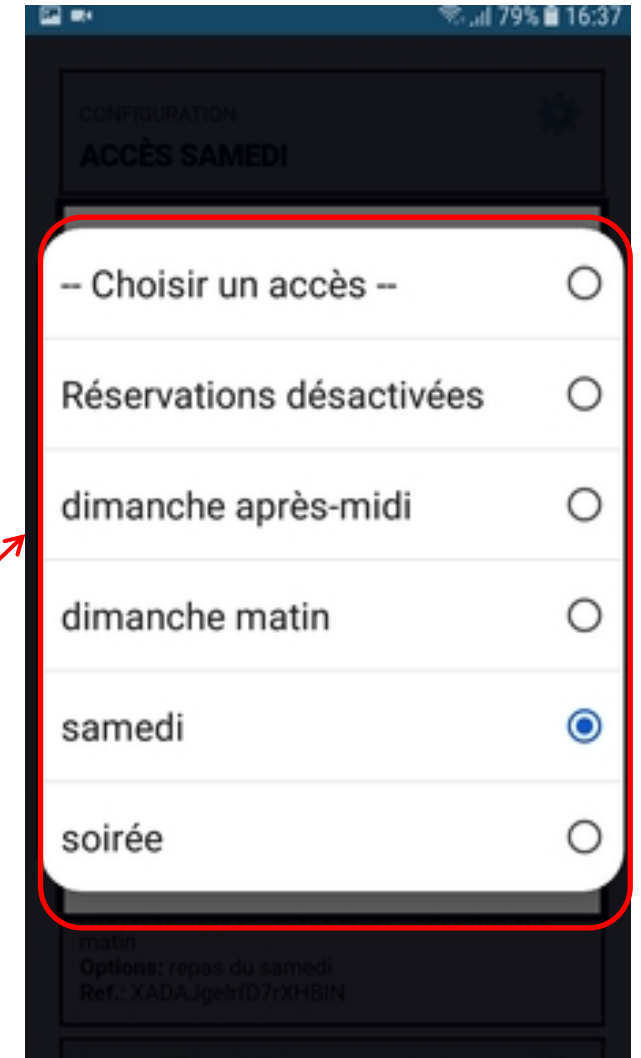 79% 16:37
CONFIGURATION
ACCÈS SAMEDI
-- Choisir un accès --
Réservations désactivées
dimanche après-midi
dimanche matin
samedi
soirée
matin
Options: repas du samedi
Ref.: